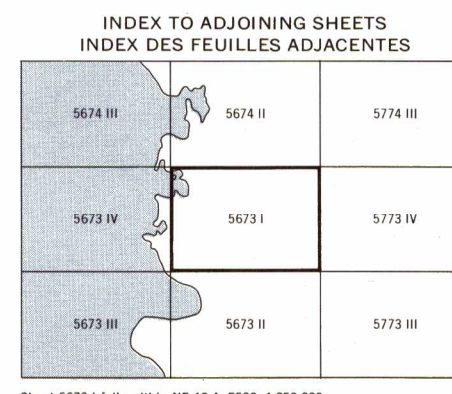 INDEX TO ADJOINING SHEETS
INDEX DES FEUILLES ADJACENTES
5674 III 5674 II 5774 III
5673 IV 5673 I 5773 IV
5673 III 5673 II 5773 III